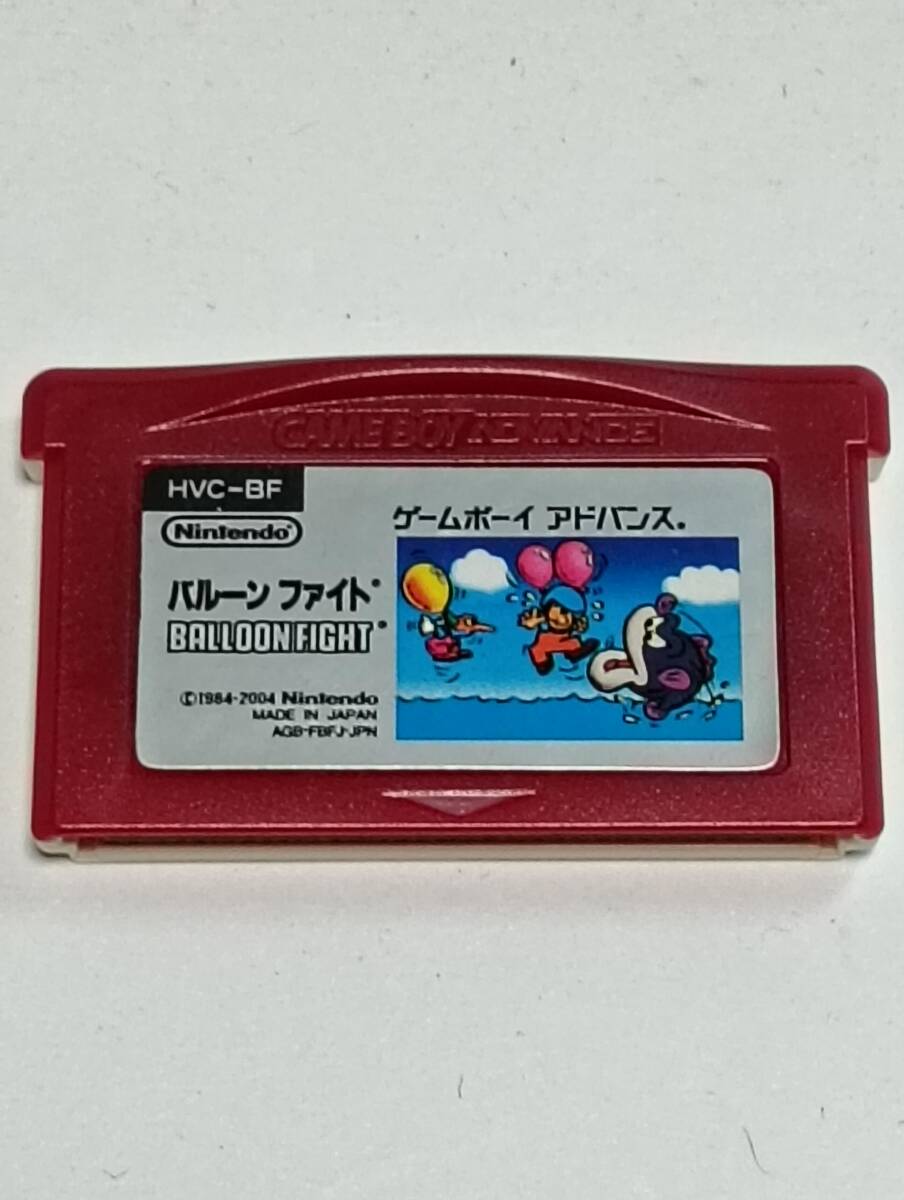 GAME BOY ADVANCE
HVC-BF
Nintendo®
ゲームボーイ アドバンス®
バルーン ファイト®
BALLOON FIGHT®
©1984-2004 Nintendo
MADE IN JAPAN
AGB-FBFJ-JPN